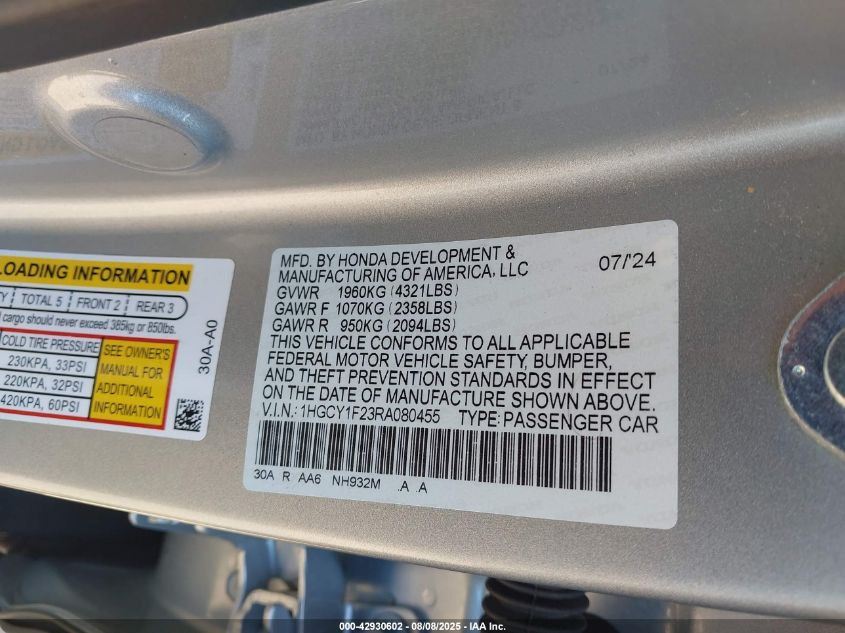 LOADING INFORMATION
TOTAL 5 FRONT 2 REAR 3
cargo should never exceed 385kg or 850lbs.
COLD TIRE PRESSURE
230KPA, 33PSI
220KPA, 32PSI
420KPA, 60PSI
SEE OWNER'S
MANUAL FOR
ADDITIONAL
INFORMATION
30A-A0
MFD. BY HONDA DEVELOPMENT &
MANUFACTURING OF AMERICA, LLC 07/'24
GVWR 1960KG (4321LBS)
GAWR F 1070KG (2358LBS)
GAWR R 950KG (2094LBS)
THIS VEHICLE CONFORMS TO ALL APPLICABLE
FEDERAL MOTOR VEHICLE SAFETY, BUMPER,
AND THEFT PREVENTION STANDARDS IN EFFECT
ON THE DATE OF MANUFACTURE SHOWN ABOVE.
V.I.N.: 1HGCY1F23RA080455 TYPE: PASSENGER CAR
30A R AA6 NH932M .A .A
000-42930602 - 08/08/2025 - IAA Inc.